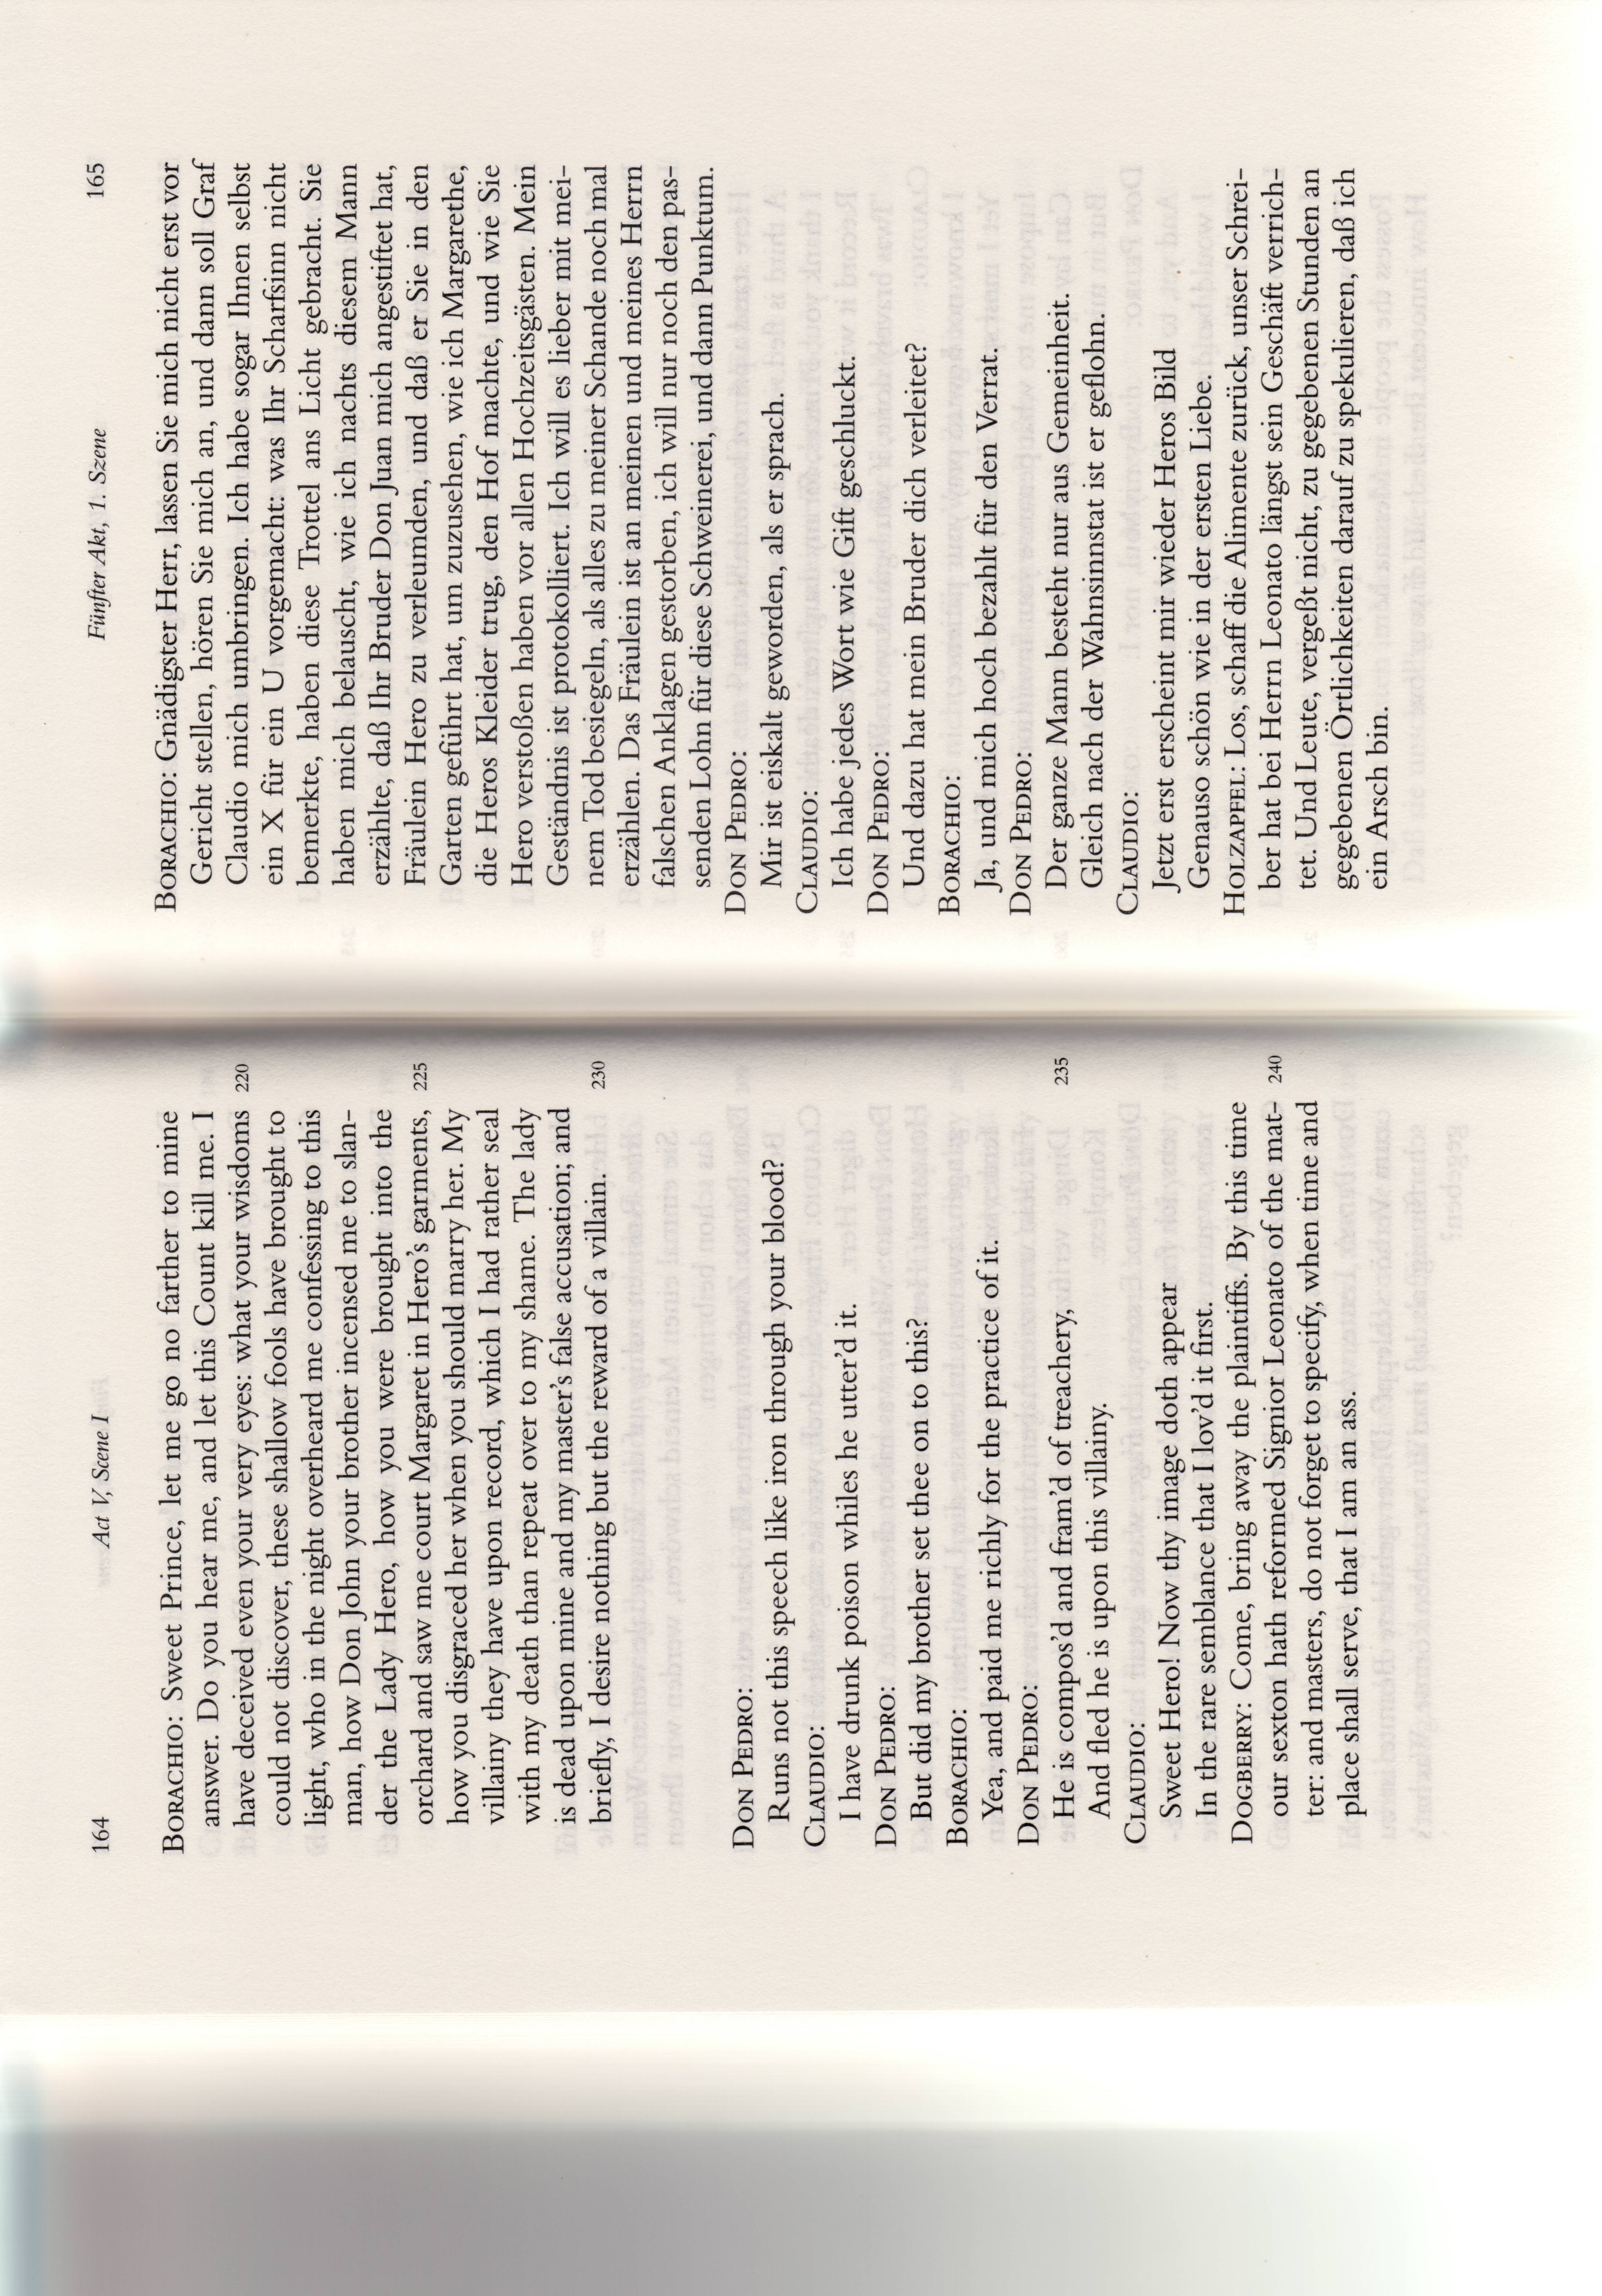 164 Act V, Scene I
BORACHIO: Sweet Prince, let me go no farther to mine
answer. Do you hear me, and let this Count kill me. I
have deceived even your very eyes: what your wisdoms 220
could not discover, these shallow fools have brought to
light, who in the night overheard me confessing to this
man, how Don John your brother incensed me to slan-
der the Lady Hero, how you were brought into the
orchard and saw me court Margaret in Hero's garments, 225
how you disgraced her when you should marry her. My
villainy they have upon record, which I had rather seal
with my death than repeat over to my shame. The lady
is dead upon mine and my master's false accusation; and
briefly, I desire nothing but the reward of a villain. 230
DON PEDRO:
Runs not this speech like iron through your blood?
CLAUDIO:
I have drunk poison whiles he utter'd it.
DON PEDRO:
But did my brother set thee on to this?
BORACHIO:
Yea, and paid me richly for the practice of it.
DON PEDRO:
He is compos'd and fram'd of treachery, 235
And fled he is upon this villainy.
CLAUDIO:
Sweet Hero! Now thy image doth appear
In the rare semblance that I lov'd it first.
DOGBERRY: Come, bring away the plaintiffs. By this time
our sexton hath reformed Signior Leonato of the mat- 240
ter: and masters, do not forget to specify, when time and
place shall serve, that I am an ass.
Fünfter Akt, 1. Szene 165
BORACHIO: Gnädigster Herr, lassen Sie mich nicht erst vor
Gericht stellen, hören Sie mich an, und dann soll Graf
Claudio mich umbringen. Ich habe sogar Ihnen selbst
ein X für ein U vorgemacht: was Ihr Scharfsinn nicht
bemerkte, haben diese Trottel ans Licht gebracht. Sie
haben mich belauscht, wie ich nachts diesem Mann
erzählte, daß Ihr Bruder Don Juan mich angestiftet hat,
Fräulein Hero zu verleumden, und daß er Sie in den
Garten geführt hat, um zuzusehen, wie ich Margarethe,
die Heros Kleider trug, den Hof machte, und wie Sie
Hero verstoßen haben vor allen Hochzeitsgästen. Mein
Geständnis ist protokolliert. Ich will es lieber mit mei-
nem Tod besiegeln, als alles zu meiner Schande noch mal
erzählen. Das Fräulein ist an meinen und meines Herrn
falschen Anklagen gestorben, ich will nur noch den pas-
senden Lohn für diese Schweinerei, und dann Punktum.
DON PEDRO:
Mir ist eiskalt geworden, als er sprach.
CLAUDIO:
Ich habe jedes Wort wie Gift geschluckt.
DON PEDRO:
Und dazu hat mein Bruder dich verleitet?
BORACHIO:
Ja, und mich hoch bezahlt für den Verrat.
DON PEDRO:
Der ganze Mann besteht nur aus Gemeinheit.
Gleich nach der Wahnsinnstat ist er geflohn.
CLAUDIO:
Jetzt erst erscheint mir wieder Heros Bild
Genauso schön wie in der ersten Liebe.
HOLZAPFEL: Los, schaff die Alimente zurück, unser Schrei-
ber hat bei Herrn Leonato längst sein Geschäft verrich-
tet. Und Leute, vergeßt nicht, zu gegebenen Stunden an
gegebenen Örtlichkeiten darauf zu spekulieren, daß ich
ein Arsch bin.